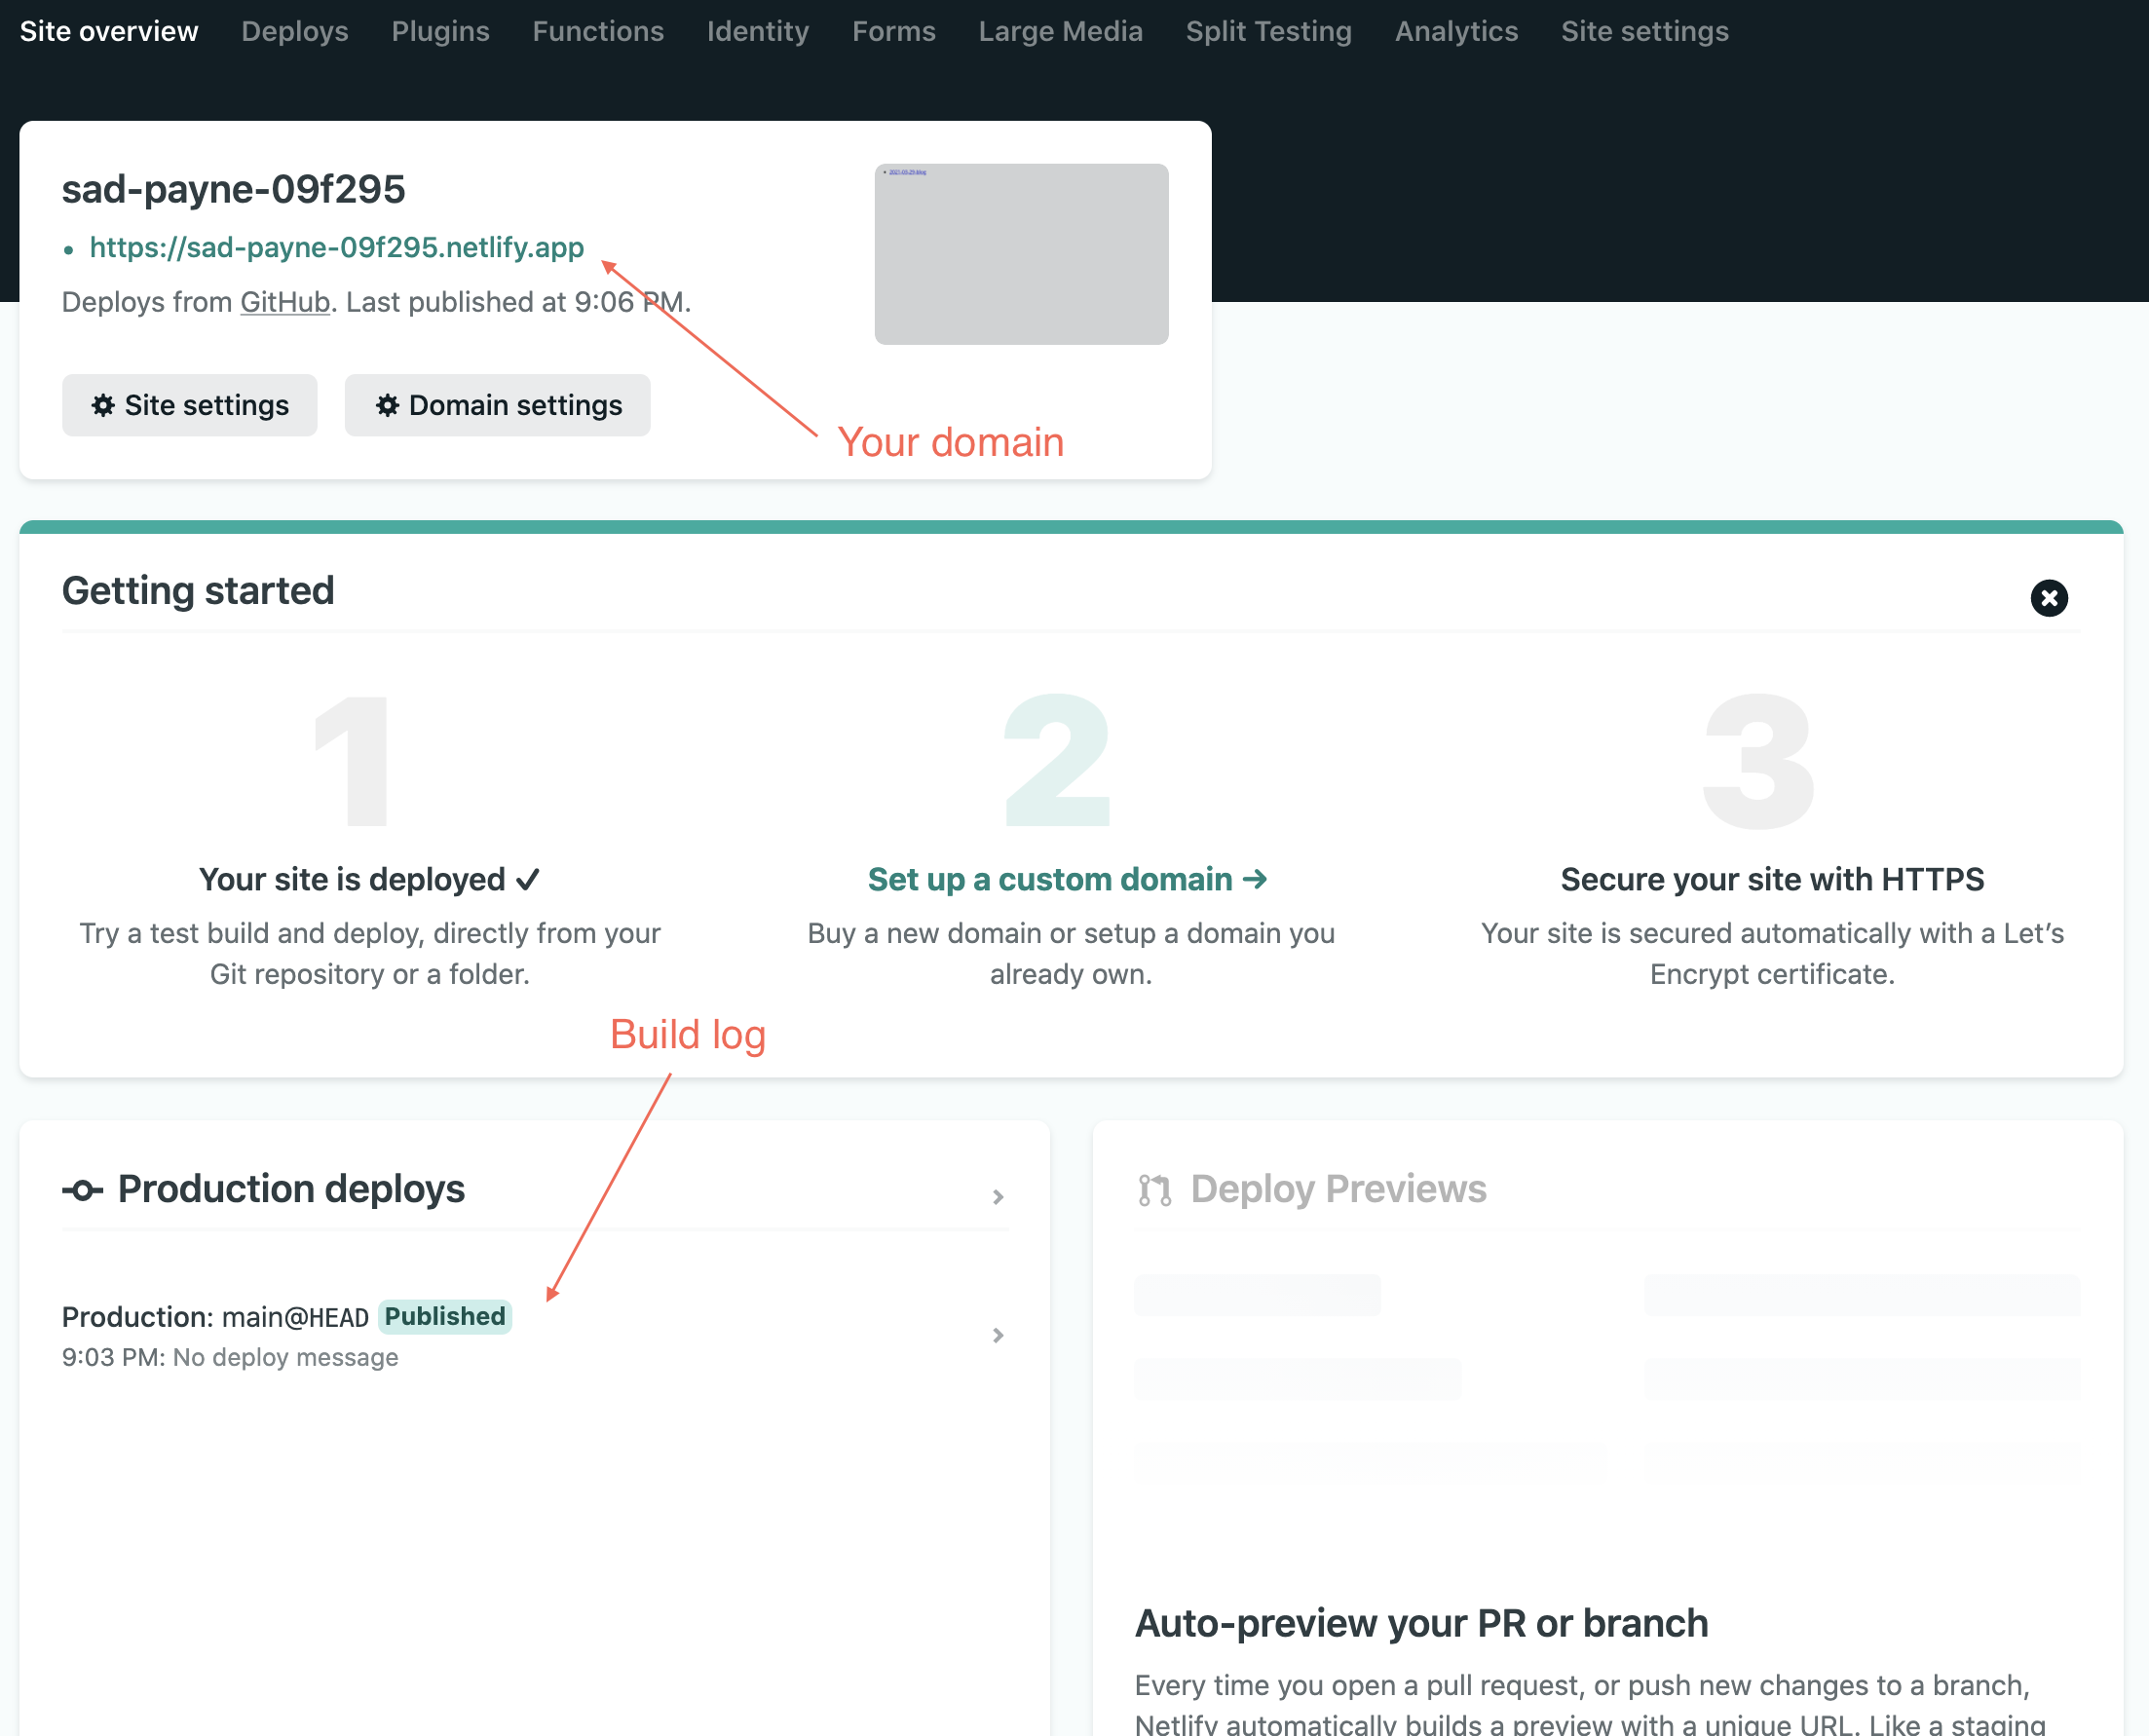 Site overview Deploys Plugins Functions Identity Forms Large Media Split Testing Analytics Site settings
sad-payne-09f295
• https://sad-payne-09f295.netlify.app
Deploys from GitHub. Last published at 9:06 PM.
Site settings Domain settings
Your domain
Getting started
1
Your site is deployed ✓
Try a test build and deploy, directly from your
Git repository or a folder.
2
Set up a custom domain →
Buy a new domain or setup a domain you
already own.
3
Secure your site with HTTPS
Your site is secured automatically with a Let’s
Encrypt certificate.
Build log
Production deploys
Production: main@HEAD Published
9:03 PM: No deploy message
Deploy Previews
Auto-preview your PR or branch
Every time you open a pull request, or push new changes to a branch,
Netlify automatically builds a preview with a unique URL. Like a staging